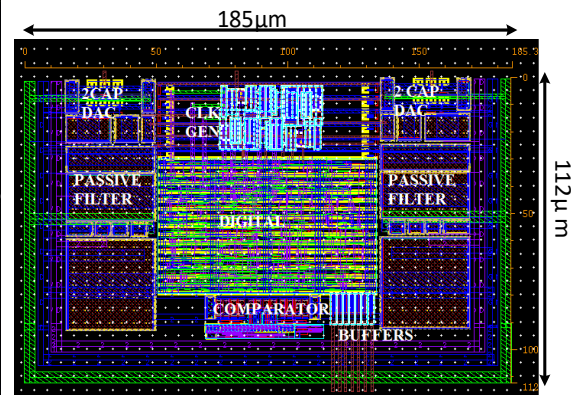 185μm
0 50 100 150 185.3
0
2CAP
DAC
CLK
GEN
2 CAP
DAC
PASSIVE
FILTER
PASSIVE
FILTER
DIGITAL
50
COMPARATOR
BUFFERS
100
112
112μ m